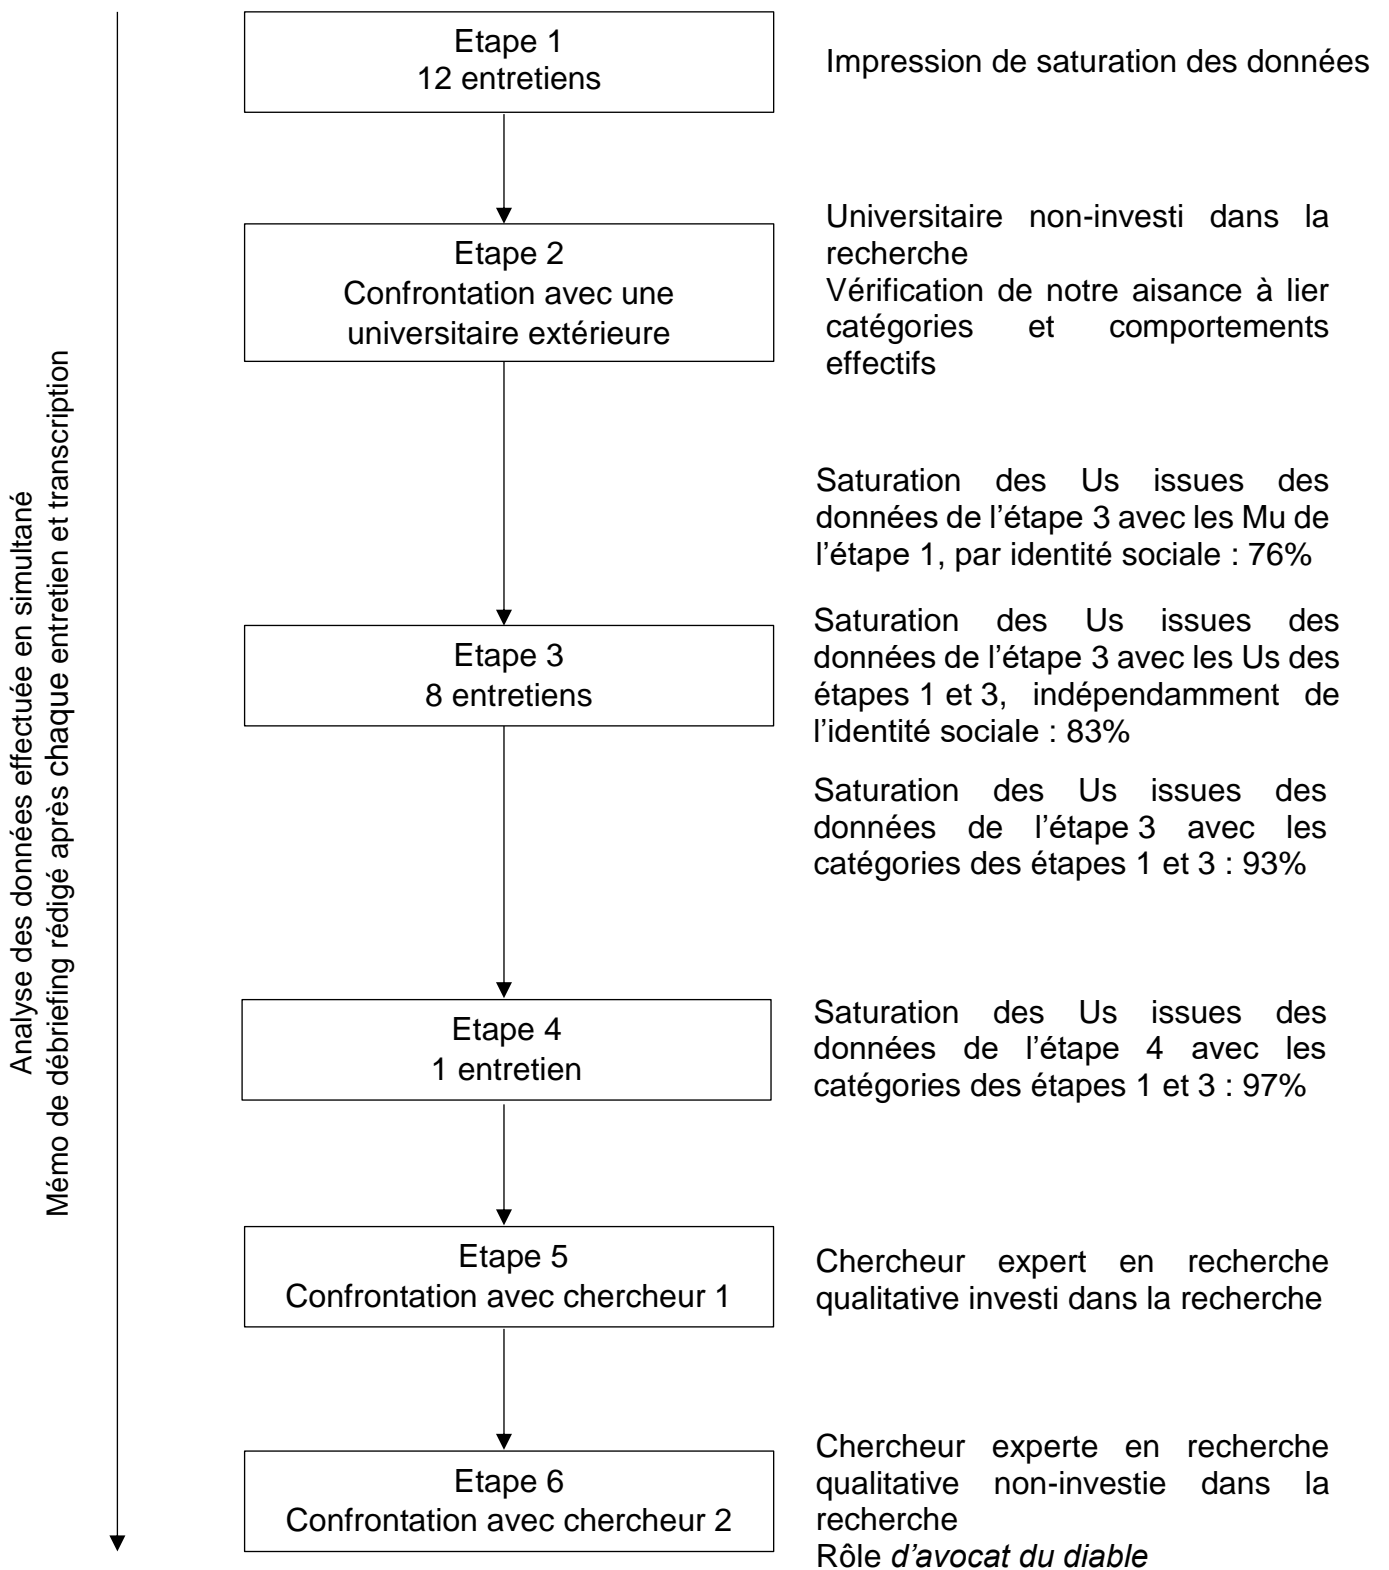 Etape 1
12 entretiens
Impression de saturation des données
Etape 2
Confrontation avec une
universitaire extérieure
Universitaire non-investi dans la
recherche
Vérification de notre aisance à lier
catégories et comportements
effectifs
Saturation des Us issues des
données de l’étape 3 avec les Mu de
l’étape 1, par identité sociale : 76%
Etape 3
8 entretiens
Saturation des Us issues des
données de l’étape 3 avec les Us des
étapes 1 et 3, indépendamment de
l’identité sociale : 83%
Saturation des Us issues des
données de l’étape 3 avec les
catégories des étapes 1 et 3 : 93%
Etape 4
1 entretien
Saturation des Us issues des
données de l’étape 4 avec les
catégories des étapes 1 et 3 : 97%
Etape 5
Confrontation avec chercheur 1
Chercheur expert en recherche
qualitative investi dans la recherche
Etape 6
Confrontation avec chercheur 2
Chercheur experte en recherche
qualitative non-investie dans la
recherche
Rôle d’avocat du diable
Analyse des données effectuée en simultané
Mémo de débriefing rédigé après chaque entretien et transcription